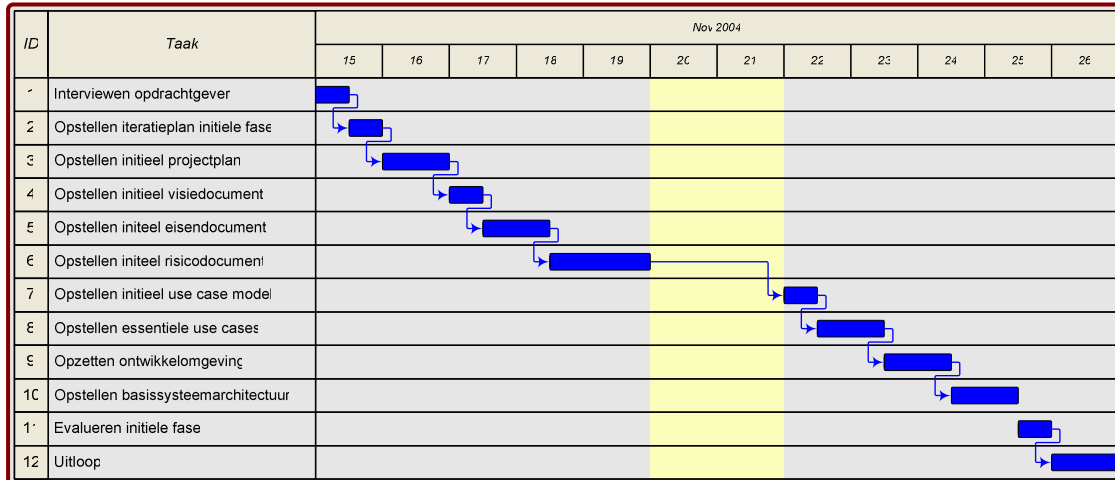 ID Taak Nov 2004
15 16 17 18 19 20 21 22 23 24 25 26
1 Interviewen opdrachtgever
2 Opstellen iteratieplan initiele fase
3 Opstellen initieel projectplan
4 Opstellen initieel visiedocument
5 Opstellen initeel eisendocument
6 Opstellen initeel risicodocument
7 Opstellen initieel use case model
8 Opstellen essentiele use cases
9 Opzetten ontwikkelomgeving
10 Opstellen basissysteemarchitectuur
11 Evalueren initiele fase
12 Uitloop